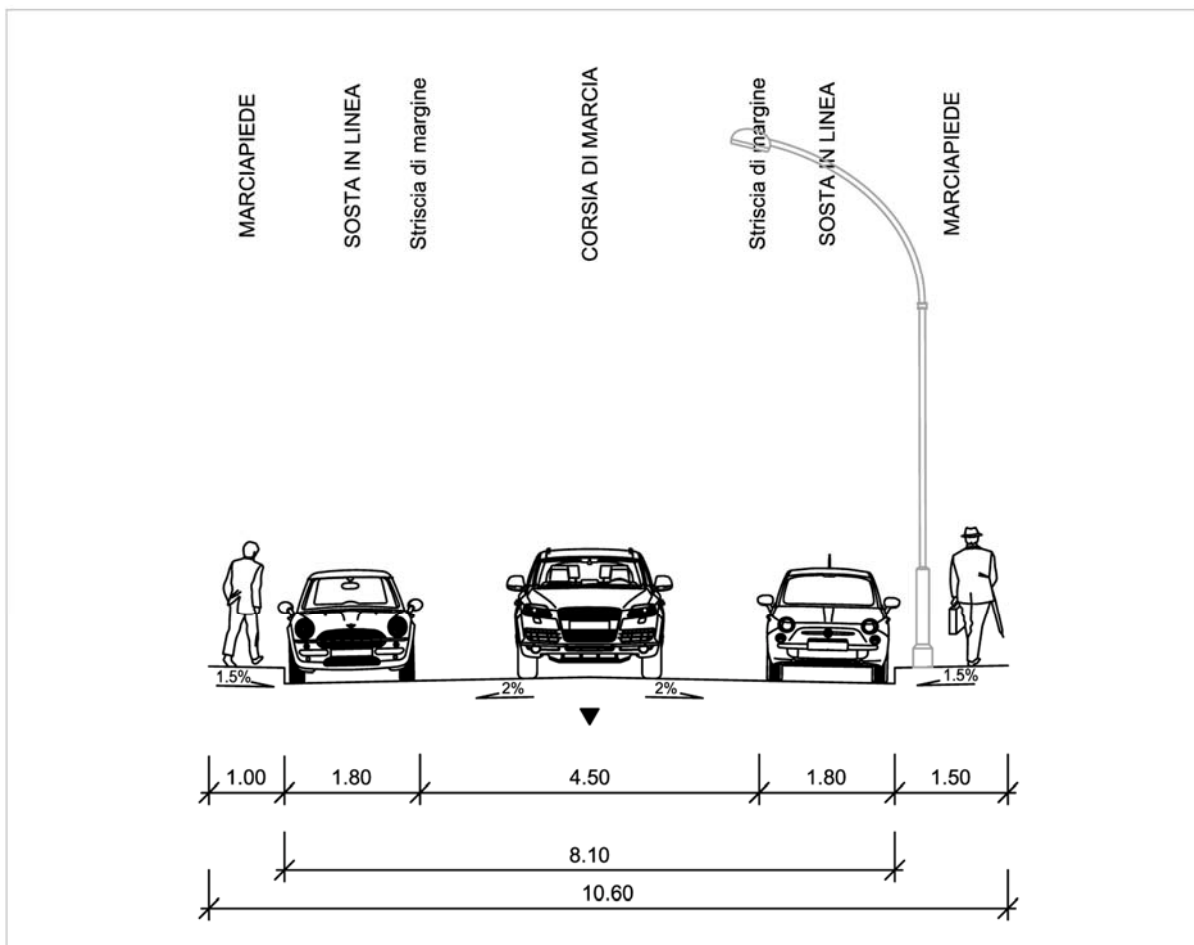 MARCIAPIEDE
SOSTA IN LINEA
Striscia di margine
CORSIA DI MARCIA
Striscia di margine
SOSTA IN LINEA
MARCIAPIEDE
1.5%
2%
2%
1.5%
1.00
1.80
4.50
1.80
1.50
8.10
10.60